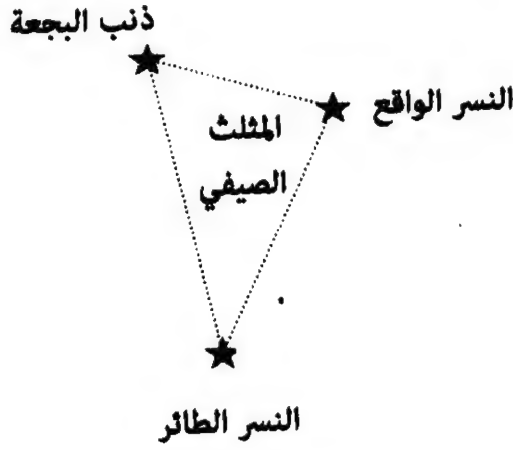 ذنب البجعة
النسر الواقع
المثلث
الصيفي
النسر الطائر